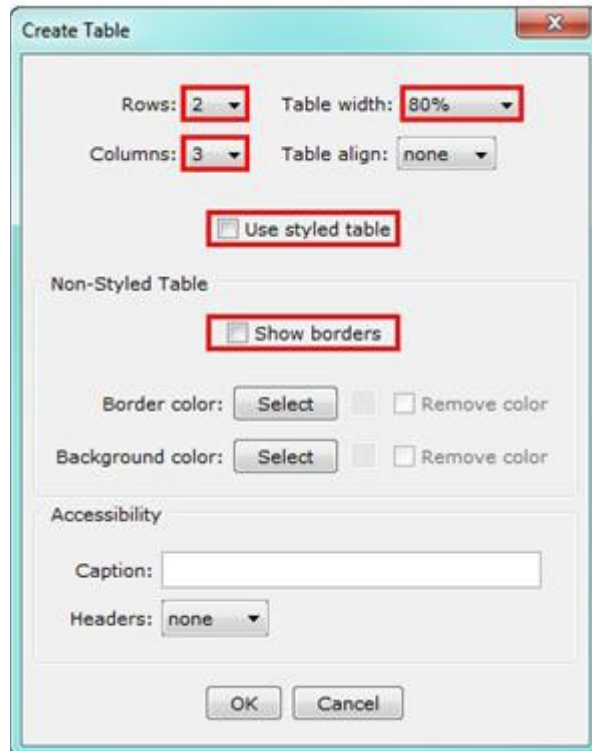 Create Table
Rows: 2 Table width: 80%
Columns: 3 Table align: none
Use styled table
Non-Styled Table
Show borders
Border color: Select Remove color
Background color: Select Remove color
Accessibility
Caption:
Headers: none
OK Cancel